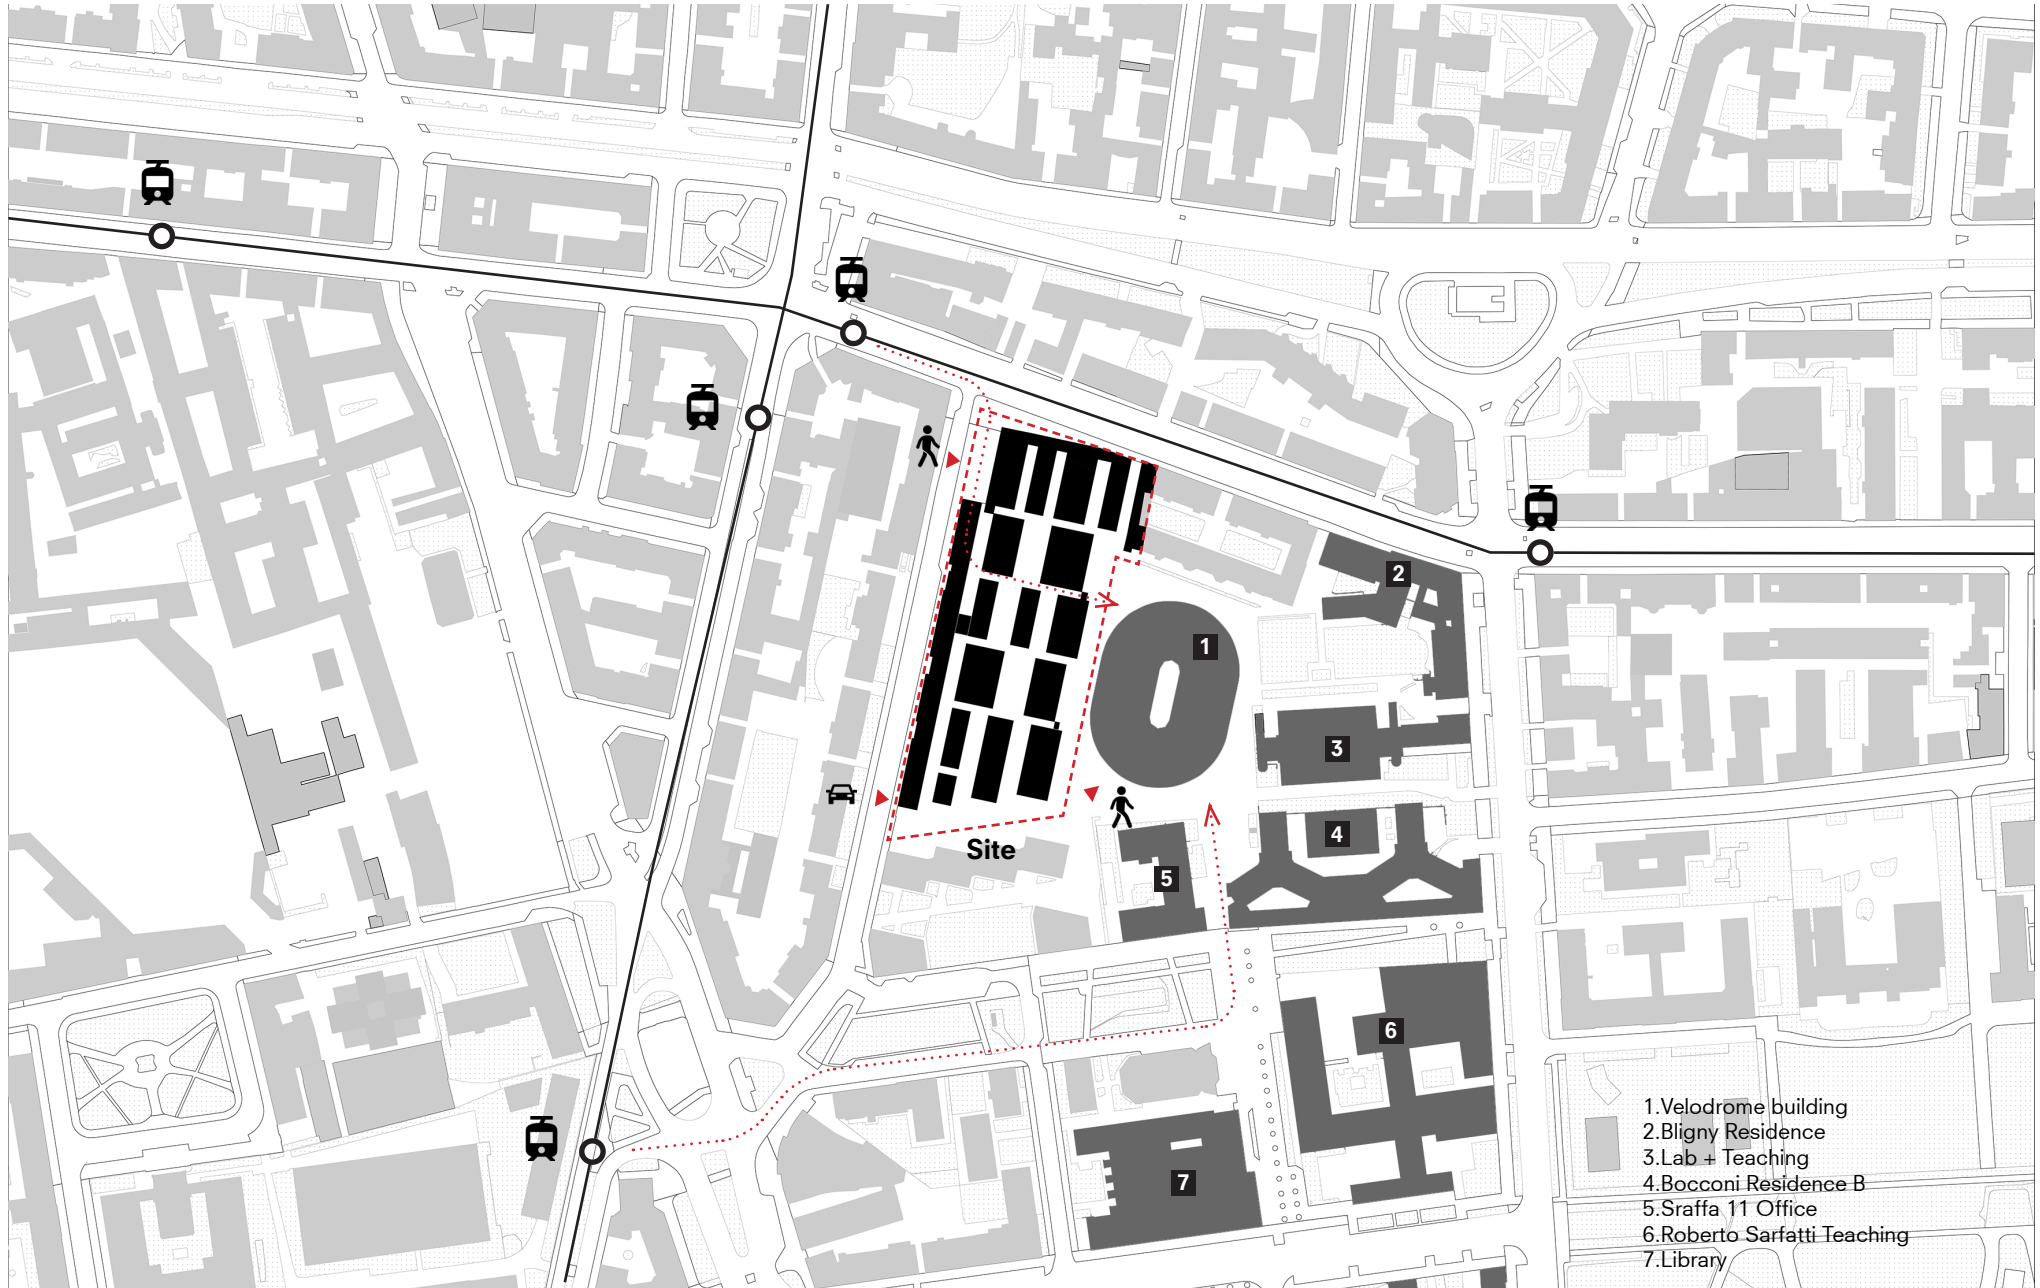 2
1
3
4
Site
5
6
7
1.Velodrome building
2.Bligny Residence
3.Lab + Teaching
4.Bocconi Residence B
5.Sraffa 11 Office
6.Roberto Sarfatti Teaching
7.Library